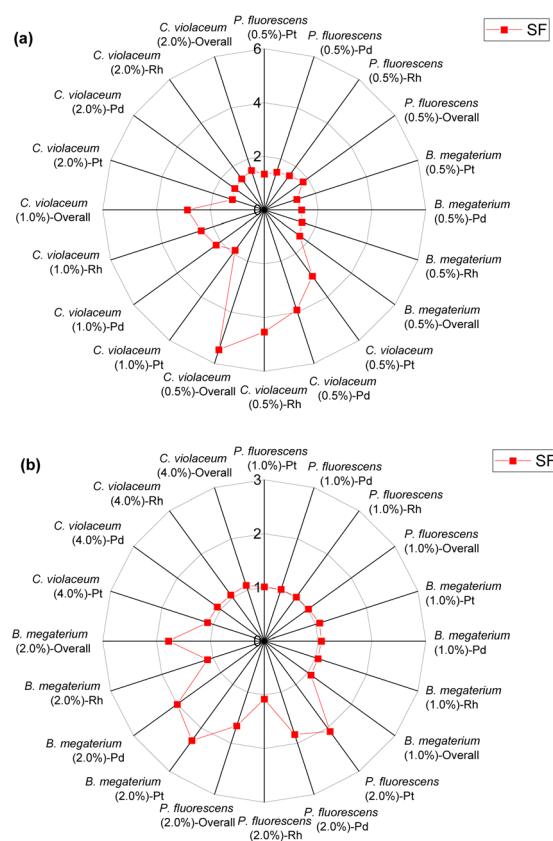 (a)
SF
P. fluorescens
(0.5%)-Pt
P. fluorescens
(0.5%)-Pd
P. fluorescens
(0.5%)-Rh
P. fluorescens
(0.5%)-Overall
B. megaterium
(0.5%)-Pt
B. megaterium
(0.5%)-Pd
B. megaterium
(0.5%)-Rh
B. megaterium
(0.5%)-Overall
C. violaceum
(0.5%)-Pt
C. violaceum
(0.5%)-Pd
C. violaceum
(0.5%)-Rh
C. violaceum
(0.5%)-Overall
C. violaceum
(1.0%)-Pt
C. violaceum
(1.0%)-Pd
C. violaceum
(1.0%)-Rh
C. violaceum
(1.0%)-Overall
C. violaceum
(2.0%)-Pt
C. violaceum
(2.0%)-Pd
C. violaceum
(2.0%)-Rh
C. violaceum
(2.0%)-Overall
6
4
2
0
(b)
SF
P. fluorescens
(1.0%)-Pt
P. fluorescens
(1.0%)-Pd
P. fluorescens
(1.0%)-Rh
P. fluorescens
(1.0%)-Overall
B. megaterium
(1.0%)-Pt
B. megaterium
(1.0%)-Pd
B. megaterium
(1.0%)-Rh
B. megaterium
(1.0%)-Overall
P. fluorescens
(2.0%)-Pt
P. fluorescens
(2.0%)-Pd
P. fluorescens
(2.0%)-Rh
P. fluorescens
(2.0%)-Overall
B. megaterium
(2.0%)-Pt
B. megaterium
(2.0%)-Pd
B. megaterium
(2.0%)-Rh
B. megaterium
(2.0%)-Overall
C. violaceum
(4.0%)-Pt
C. violaceum
(4.0%)-Pd
C. violaceum
(4.0%)-Rh
C. violaceum
(4.0%)-Overall
3
2
1
0